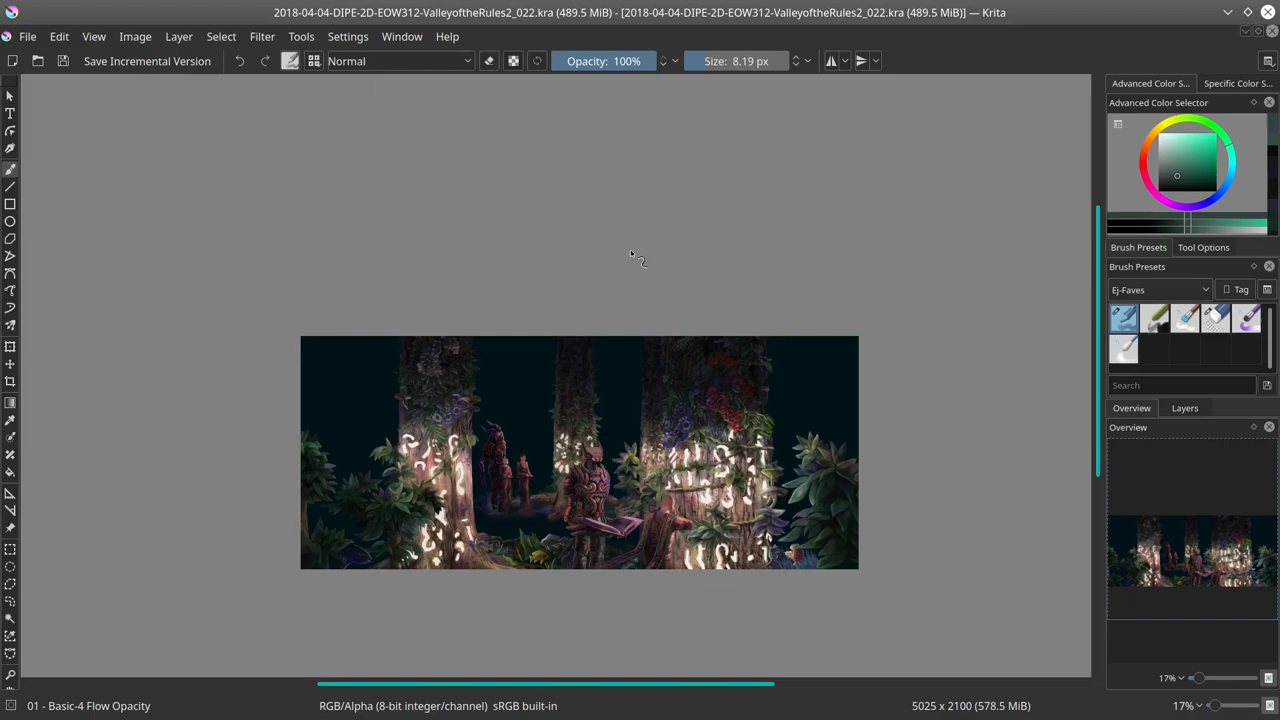 2018-04-04-DIPE-2D-EOW312-ValleyoftheRules2_022.kra (489.5 MiB) - [2018-04-04-DIPE-2D-EOW312-ValleyoftheRules2_022.kra (489.5 MiB)] — Krita
File Edit View Image Layer Select Filter Tools Settings Window Help
Save Incremental Version Normal Opacity: 100% Size: 8.19 px
Advanced Color S... Specific Color S...
Advanced Color Selector
Brush Presets Tool Options
Brush Presets
Ej-Faves Tag
Search
Overview Layers
Overview
17%
01 - Basic-4 Flow Opacity RGB/Alpha (8-bit integer/channel) sRGB built-in 5025 x 2100 (578.5 MiB) 17%